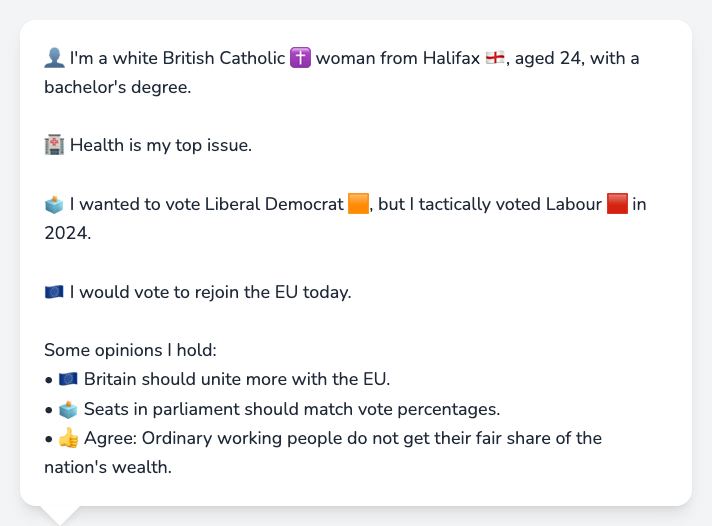 👤 I'm a white British Catholic ✝️ woman from Halifax 🏴󠁧󠁢󠁥󠁮󠁧󠁿, aged 24, with a
bachelor's degree.
🏥 Health is my top issue.
🗳️ I wanted to vote Liberal Democrat 🟧, but I tactically voted Labour 🟥 in
2024.
🇪🇺 I would vote to rejoin the EU today.
Some opinions I hold:
• 🇪🇺 Britain should unite more with the EU.
• 🗳️ Seats in parliament should match vote percentages.
• 👍 Agree: Ordinary working people do not get their fair share of the
nation's wealth.